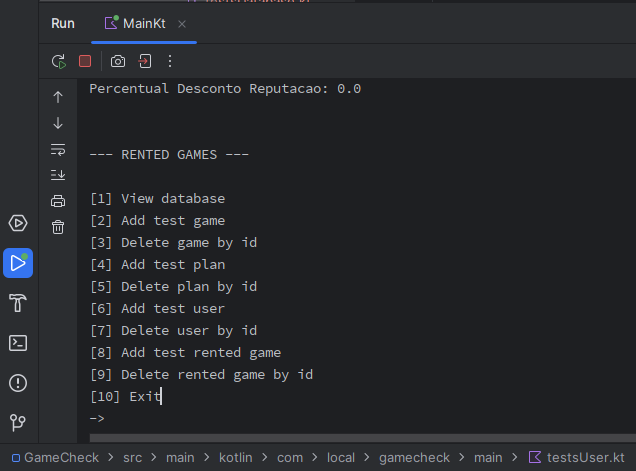 Run MainKt
Percentual Desconto Reputacao: 0.0
--- RENTED GAMES ---
[1] View database
[2] Add test game
[3] Delete game by id
[4] Add test plan
[5] Delete plan by id
[6] Add test user
[7] Delete user by id
[8] Add test rented game
[9] Delete rented game by id
[10] Exit
->
GameCheck > src > main > kotlin > com > local > gamecheck > main > testsUser.kt